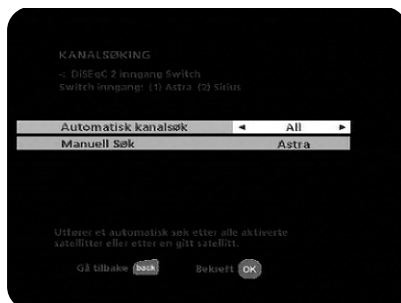 KANALSØKING
< DISEqC 2 inngang Switch
Switch inngang: (1) Astra (2) Sirius
Automatisk kanalsøk ◄ All ►
Manuell Søk Astra
Utfører et automatisk søk etter alle aktiverte
satellitter eller etter en gitt satellitt.
Gå tilbake back Bekreft OK